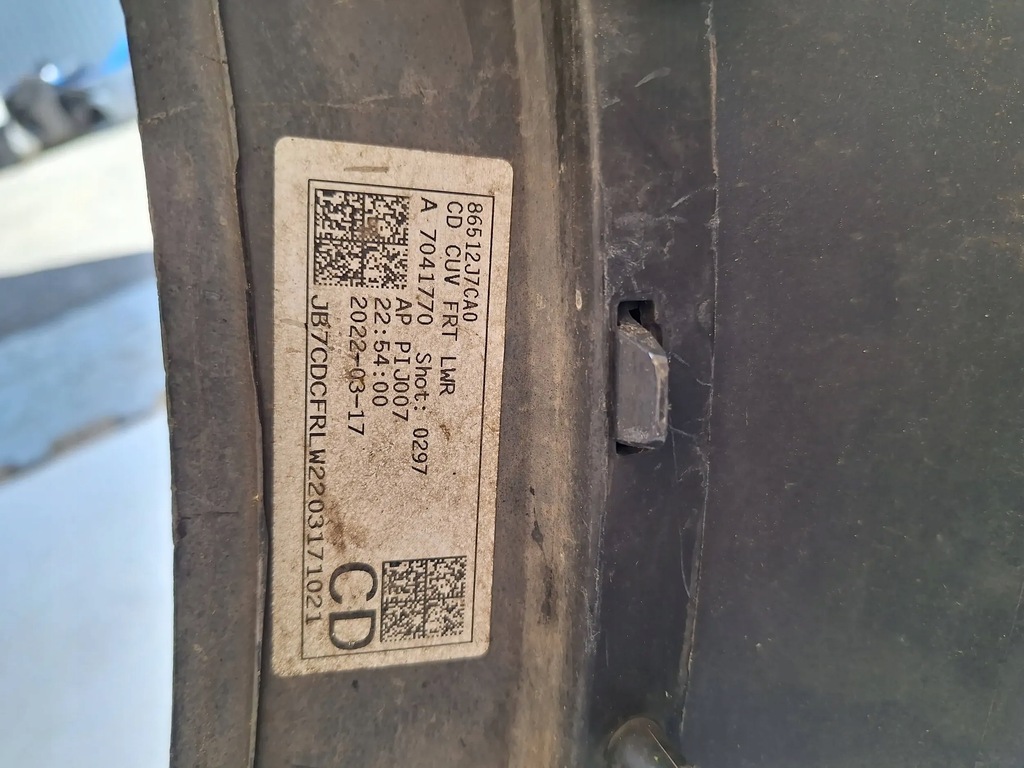 86512J7CA0
CD CUV FRT LWR
A 7041770 Shot: 0297
AP PIJ007
22:54:00
2022-03-17
JB7CDCFRLW2203171021
CD